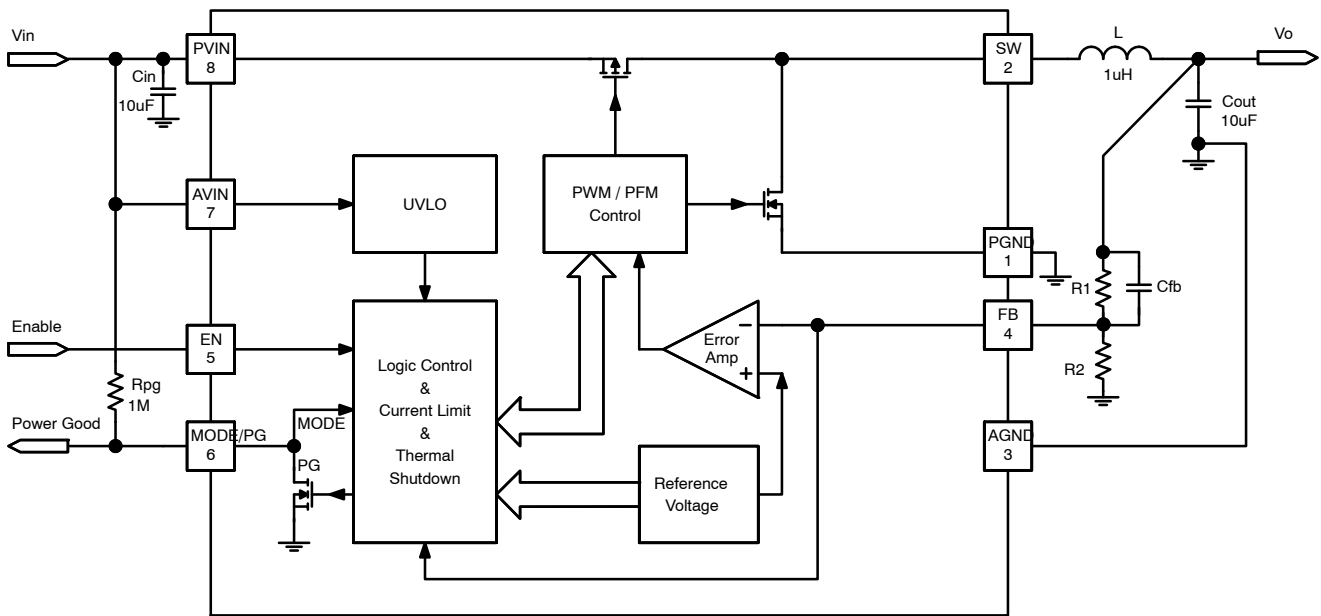 Vin
Cin
10uF
PVIN
8
SW
2
L
1uH
Vo
Cout
10uF
AVIN
7
UVLO
PWM / PFM
Control
PGND
1
R1
Cfb
Enable
EN
5
Logic Control
&
Current Limit
&
Thermal
Shutdown
−
Error
Amp
+
FB
4
R2
Rpg
1M
Power Good
MODE/PG
6
MODE
PG
Reference
Voltage
AGND
3